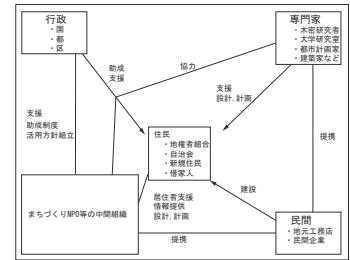 行政
・国
・都
・区
専門家
・木密研究者
・大学研究室
・都市計画家
・建築家など
助成
支援
協力
支援
設計,計画
支援
助成制度
活用方針組立
住民
・地権者組合
・自治会
・新規住民
・借家人
提携
まちづくりNPO等の中間組織
居住者支援
情報提供
設計,計画
建設
提携
民間
・地元工務店
・民間企業